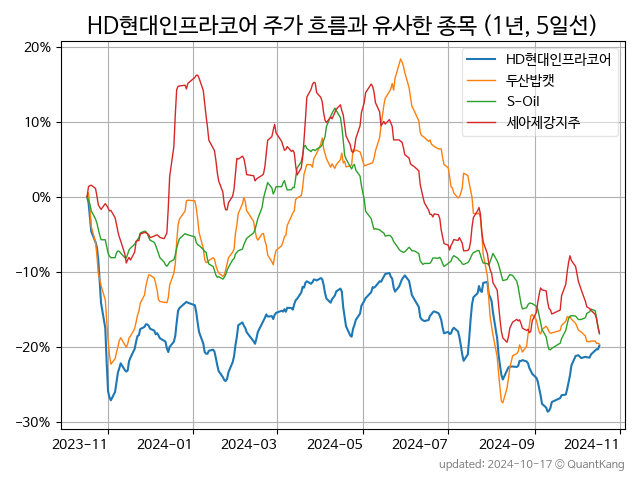 HD현대인프라코어 주가 흐름과 유사한 종목 (1년, 5일선)
HD현대인프라코어
두산밥캣
S-Oil
세아제강지주
20%
10%
0%
-10%
-20%
-30%
2023-11 2024-01 2024-03 2024-05 2024-07 2024-09 2024-11
updated: 2024-10-17 © QuantKang